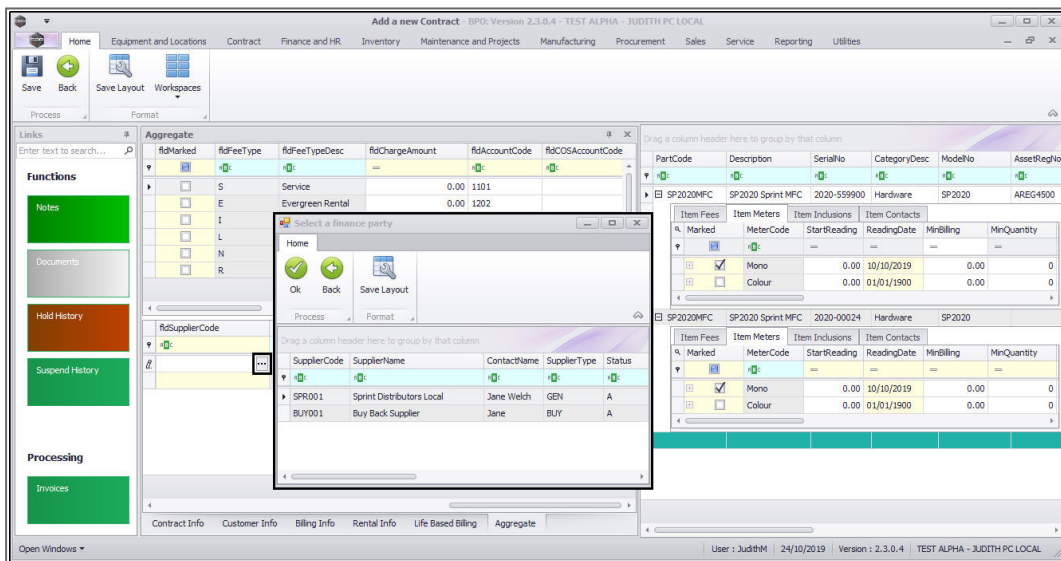 Add a new Contract - BPO: Version 2.3.0.4 - TEST ALPHA - JUDITH PC LOCAL
Home Equipment and Locations Contract Finance and HR Inventory Maintenance and Projects Manufacturing Procurement Sales Service Reporting Utilities
Save Back Save Layout Workspaces
Process Format
Links
Enter text to search...
Functions
Notes
Documents
Hold History
Suspend History
Processing
Invoices
Aggregate
fldMarked fldFeeType fldFeeTypeDesc fldChargeAmount fldAccountCode fldCOSAccountCode
S Service 0.00 1101
E Evergreen Rental 0.00 1202
I
L
N
R
fldSupplierCode
Select a finance party
Home
Ok Back Save Layout
Process Format
Drag a column header here to group by that column
SupplierCode SupplierName ContactName SupplierType Status
SPR001 Sprint Distributors Local Jane Welch GEN A
BUY001 Buy Back Supplier Jane BUY A
Contract Info Customer Info Billing Info Rental Info Life Based Billing Aggregate
Drag a column header here to group by that column
PartCode Description SerialNo CategoryDesc ModelNo AssetRegNo
SP2020MFC SP2020 Sprint MFC 2020-559900 Hardware SP2020 AREG4500
Item Fees Item Meters Item Inclusions Item Contacts
Marked MeterCode StartReading ReadingDate MinBilling MinQuantity
Mono 0.00 10/10/2019 0.00 0
Colour 0.00 01/01/1900 0.00 0
SP2020MFC SP2020 Sprint MFC 2020-00024 Hardware SP2020
Item Fees Item Meters Item Inclusions Item Contacts
Marked MeterCode StartReading ReadingDate MinBilling MinQuantity
Mono 0.00 10/10/2019 0.00 0
Colour 0.00 01/01/1900 0.00 0
Open Windows User : JudithM 24/10/2019 Version : 2.3.0.4 TEST ALPHA - JUDITH PC LOCAL